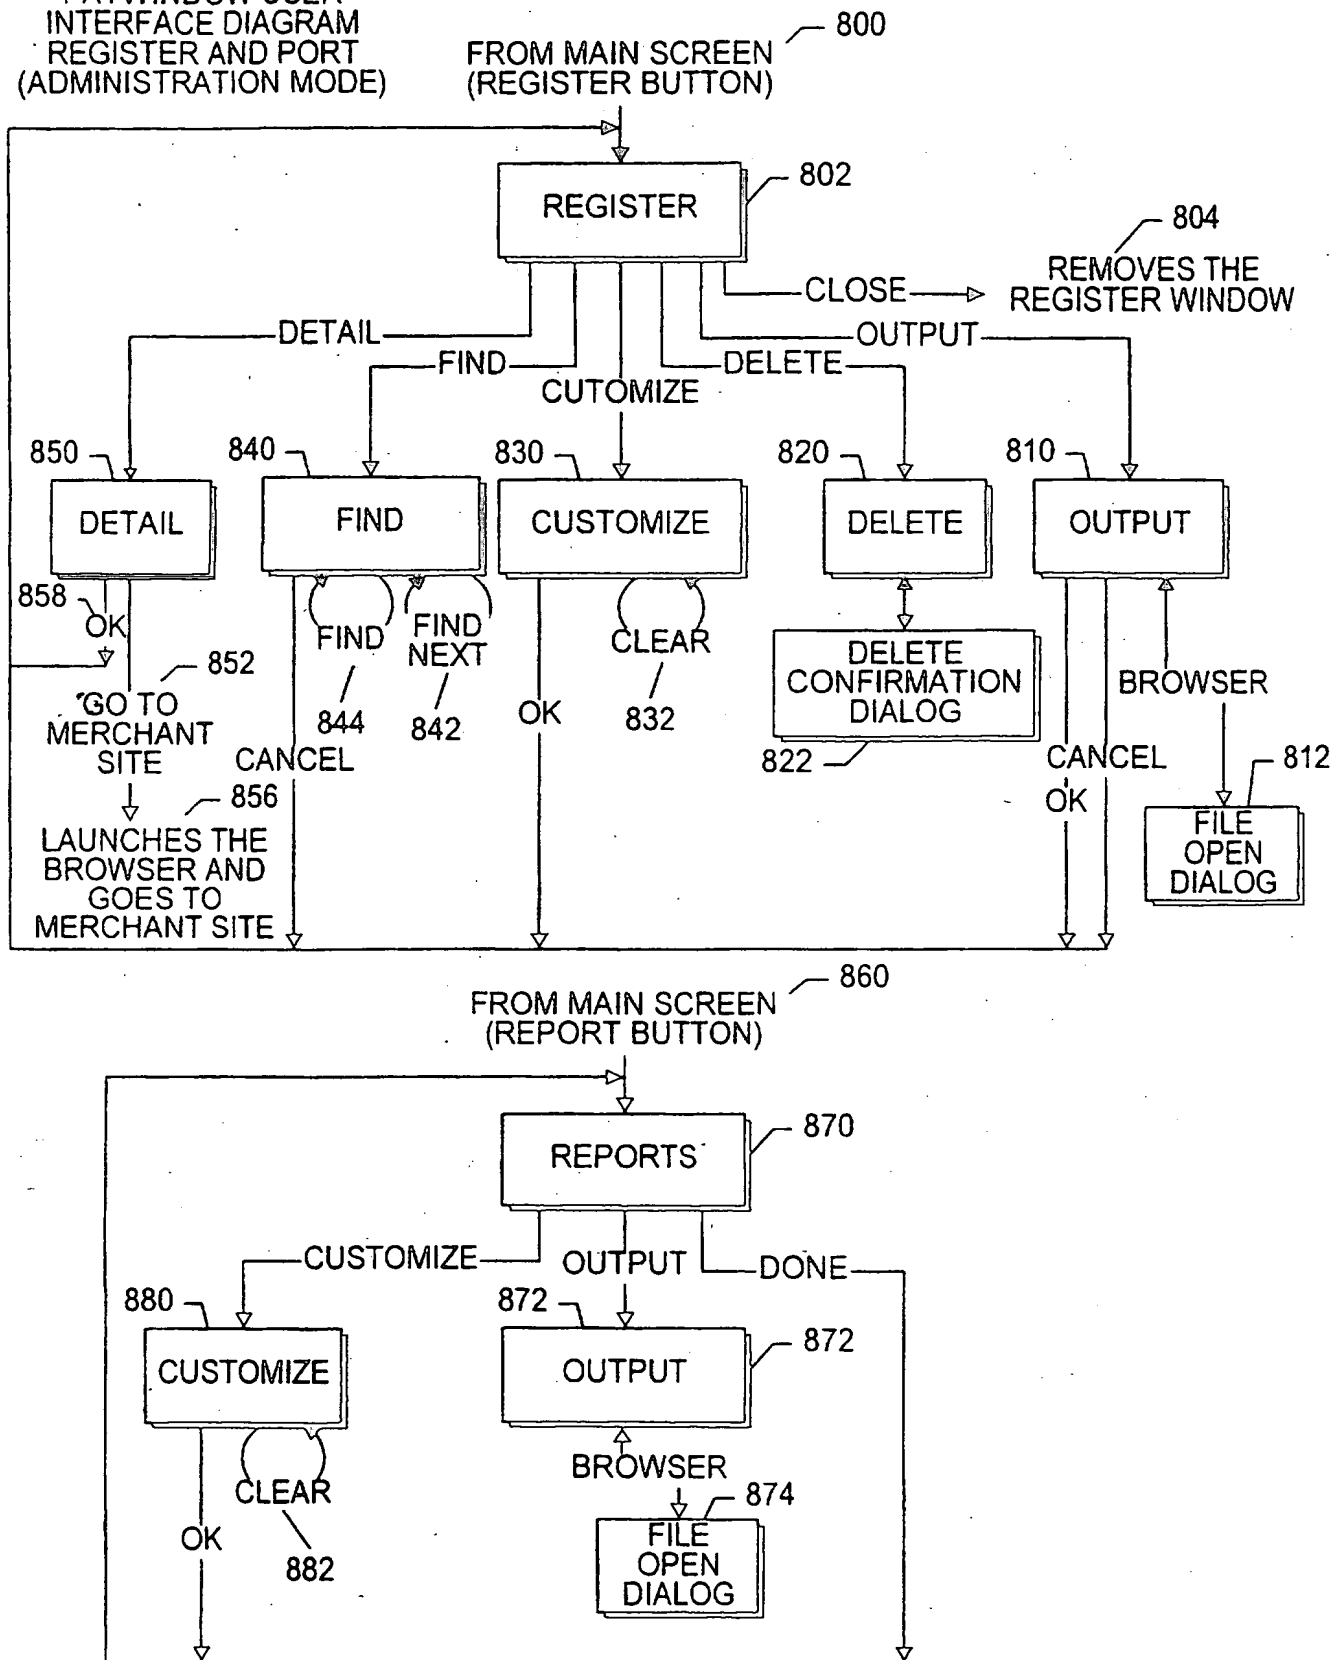 INTERFACE DIAGRAM
REGISTER AND PORT
(ADMINISTRATION MODE)
800
FROM MAIN SCREEN
(REGISTER BUTTON)
802
REGISTER
804
REMOVES THE
REGISTER WINDOW
CLOSE
DETAIL
OUTPUT
FIND
DELETE
CUTOMIZE
850
840
830
820
810
DETAIL
FIND
CUSTOMIZE
DELETE
OUTPUT
858
OK
FIND
FIND
NEXT
CLEAR
DELETE
CONFIRMATION
DIALOG
852
GO TO
MERCHANT
SITE
844
842
OK
832
BROWSER
822
CANCEL
CANCEL
812
856
OK
LAUNCHES THE
BROWSER AND
GOES TO
MERCHANT SITE
FILE
OPEN
DIALOG
860
FROM MAIN SCREEN
(REPORT BUTTON)
870
REPORTS
CUSTOMIZE
OUTPUT
DONE
880
872
872
CUSTOMIZE
OUTPUT
BROWSER
CLEAR
874
OK
FILE
OPEN
DIALOG
882